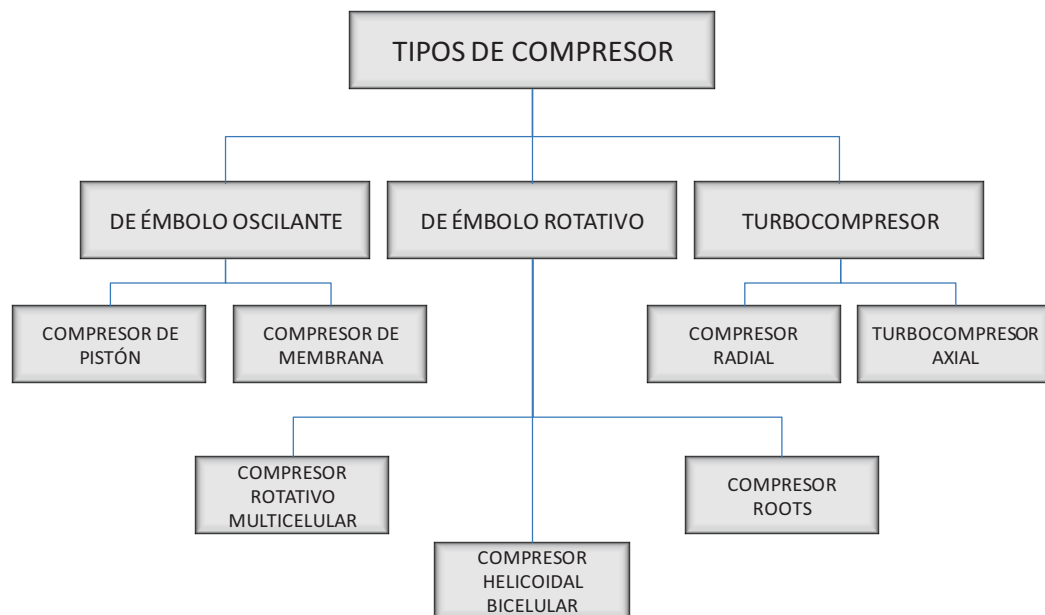 TIPOS DE COMPRESOR
DE ÉMBOLO OSCILANTE
DE ÉMBOLO ROTATIVO
TURBOCOMPRESOR
COMPRESOR DE
PISTÓN
COMPRESOR DE
MEMBRANA
COMPRESOR
RADIAL
TURBOCOMPRESOR
AXIAL
COMPRESOR
ROTATIVO
MULTICELULAR
COMPRESOR
HELICOIDAL
BICELULAR
COMPRESOR
ROOTS